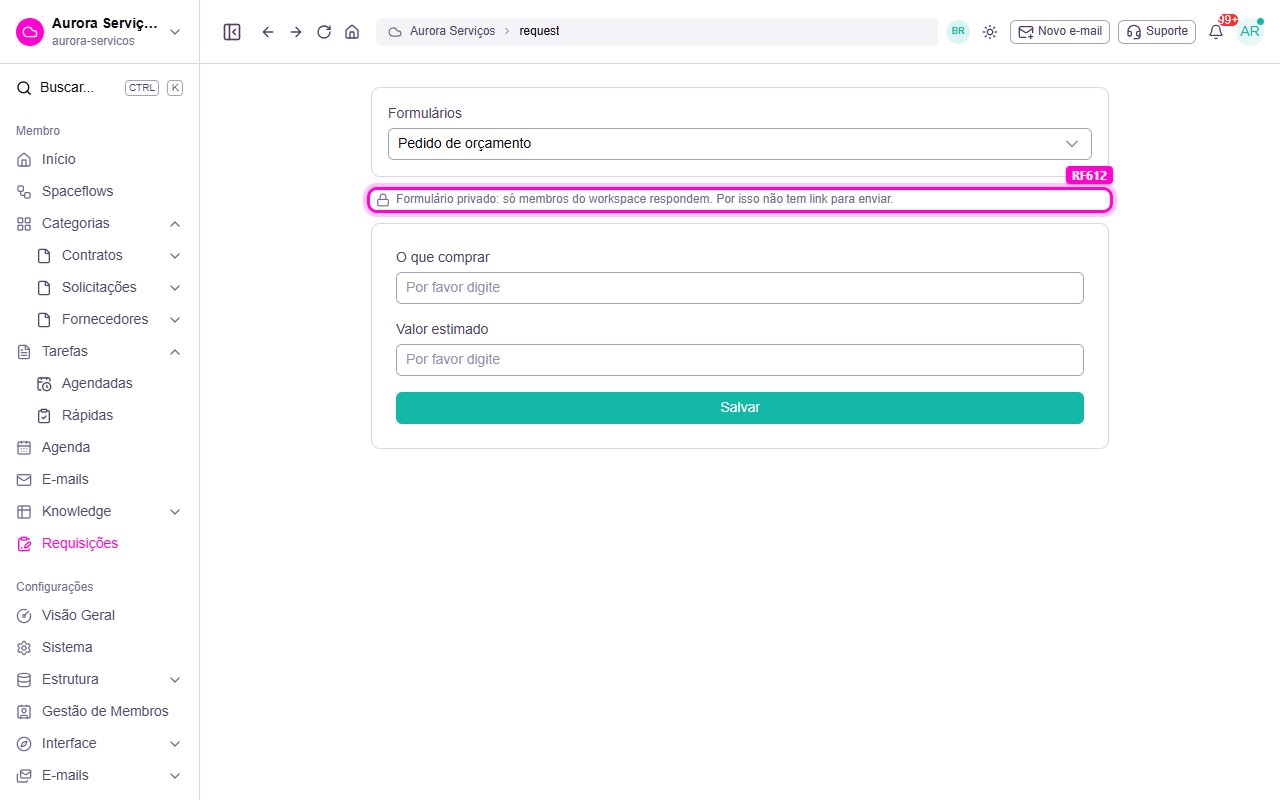 Aurora Serviç...
aurora-servicos
Aurora Serviços > request
BR
Novo e-mail
Suporte
99+
AR
Buscar...
CTRL
K
Membro
Início
Spaceflows
Categorias
Contratos
Solicitações
Fornecedores
Tarefas
Agendadas
Rápidas
Agenda
E-mails
Knowledge
Requisições
Configurações
Visão Geral
Sistema
Estrutura
Gestão de Membros
Interface
E-mails
Formulários
Pedido de orçamento
RF612
Formulário privado: só membros do workspace respondem. Por isso não tem link para enviar.
O que comprar
Por favor digite
Valor estimado
Por favor digite
Salvar